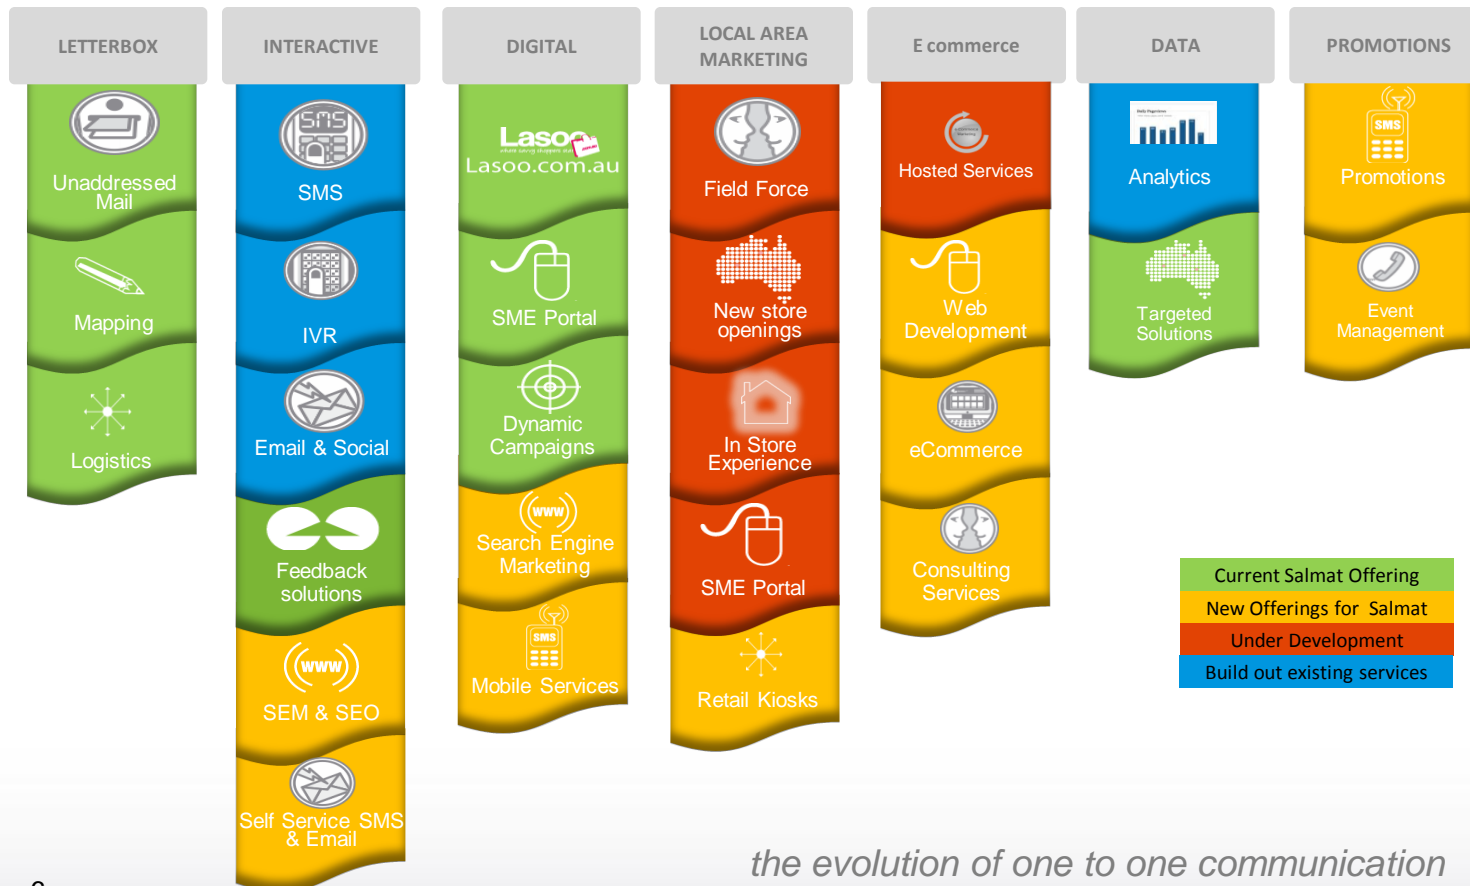 LETTERBOX
Unaddressed
Mail
Mapping
Logistics
INTERACTIVE
SMS
SMS
IVR
Email & Social
Feedback
solutions
www
SEM & SEO
Self Service SMS
& Email
DIGITAL
Lasoo
Lasoo.com.au
SME Portal
Dynamic
Campaigns
www
Search Engine
Marketing
SMS
Mobile Services
LOCAL AREA
MARKETING
Field Force
New store
openings
In Store
Experience
SME Portal
Retail Kiosks
E commerce
Hosted Services
Web
Development
eCommerce
Consulting
Services
DATA
Analytics
Targeted
Solutions
PROMOTIONS
SMS
Promotions
Event
Management
Current Salmat Offering
New Offerings for Salmat
Under Development
Build out existing services
the evolution of one to one communication